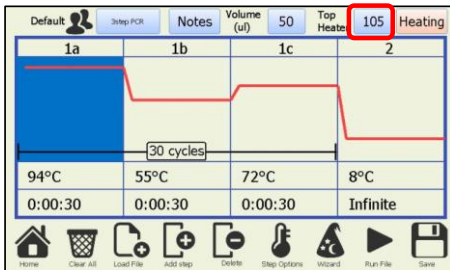 Default 3step PCR Notes Volume (ul) 50 Top Heater 105 Heating
1a 1b 1c 2
30 cycles
94°C 55°C 72°C 8°C
0:00:30 0:00:30 0:00:30 Infinite
Home Clear All Load File Add step Delete Step Options Wizard Run File Save